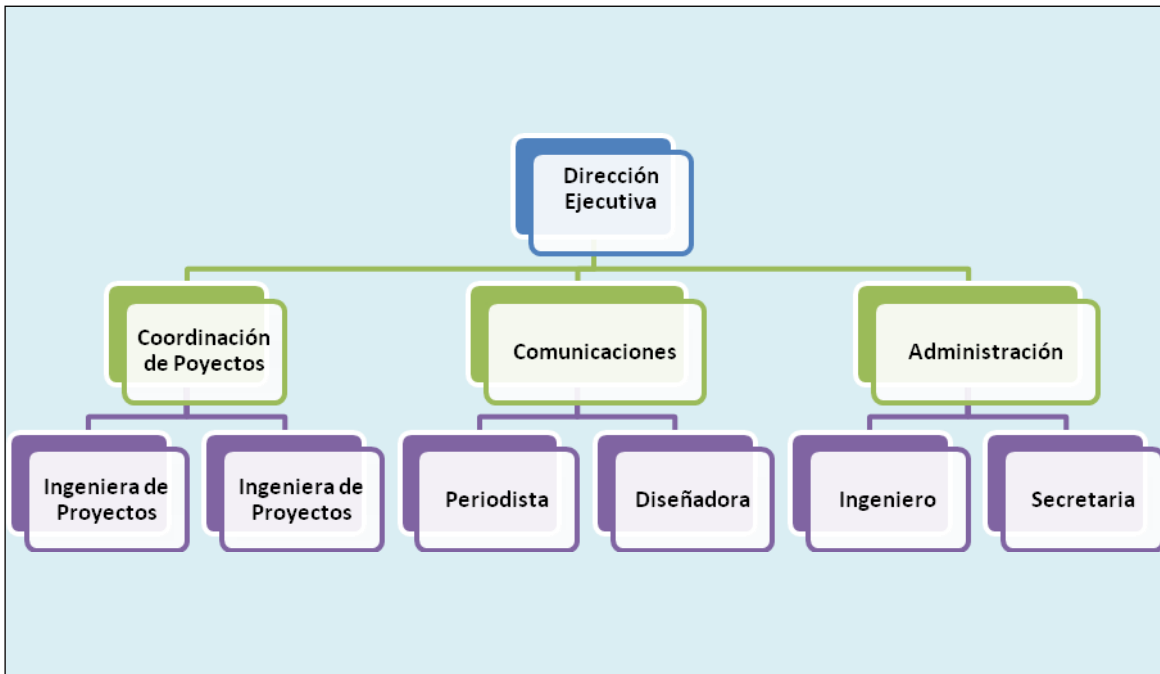 Dirección
Ejecutiva
Coordinación
de Poyectos
Comunicaciones
Administración
Ingeniera de
Proyectos
Ingeniera de
Proyectos
Periodista
Diseñadora
Ingeniero
Secretaria